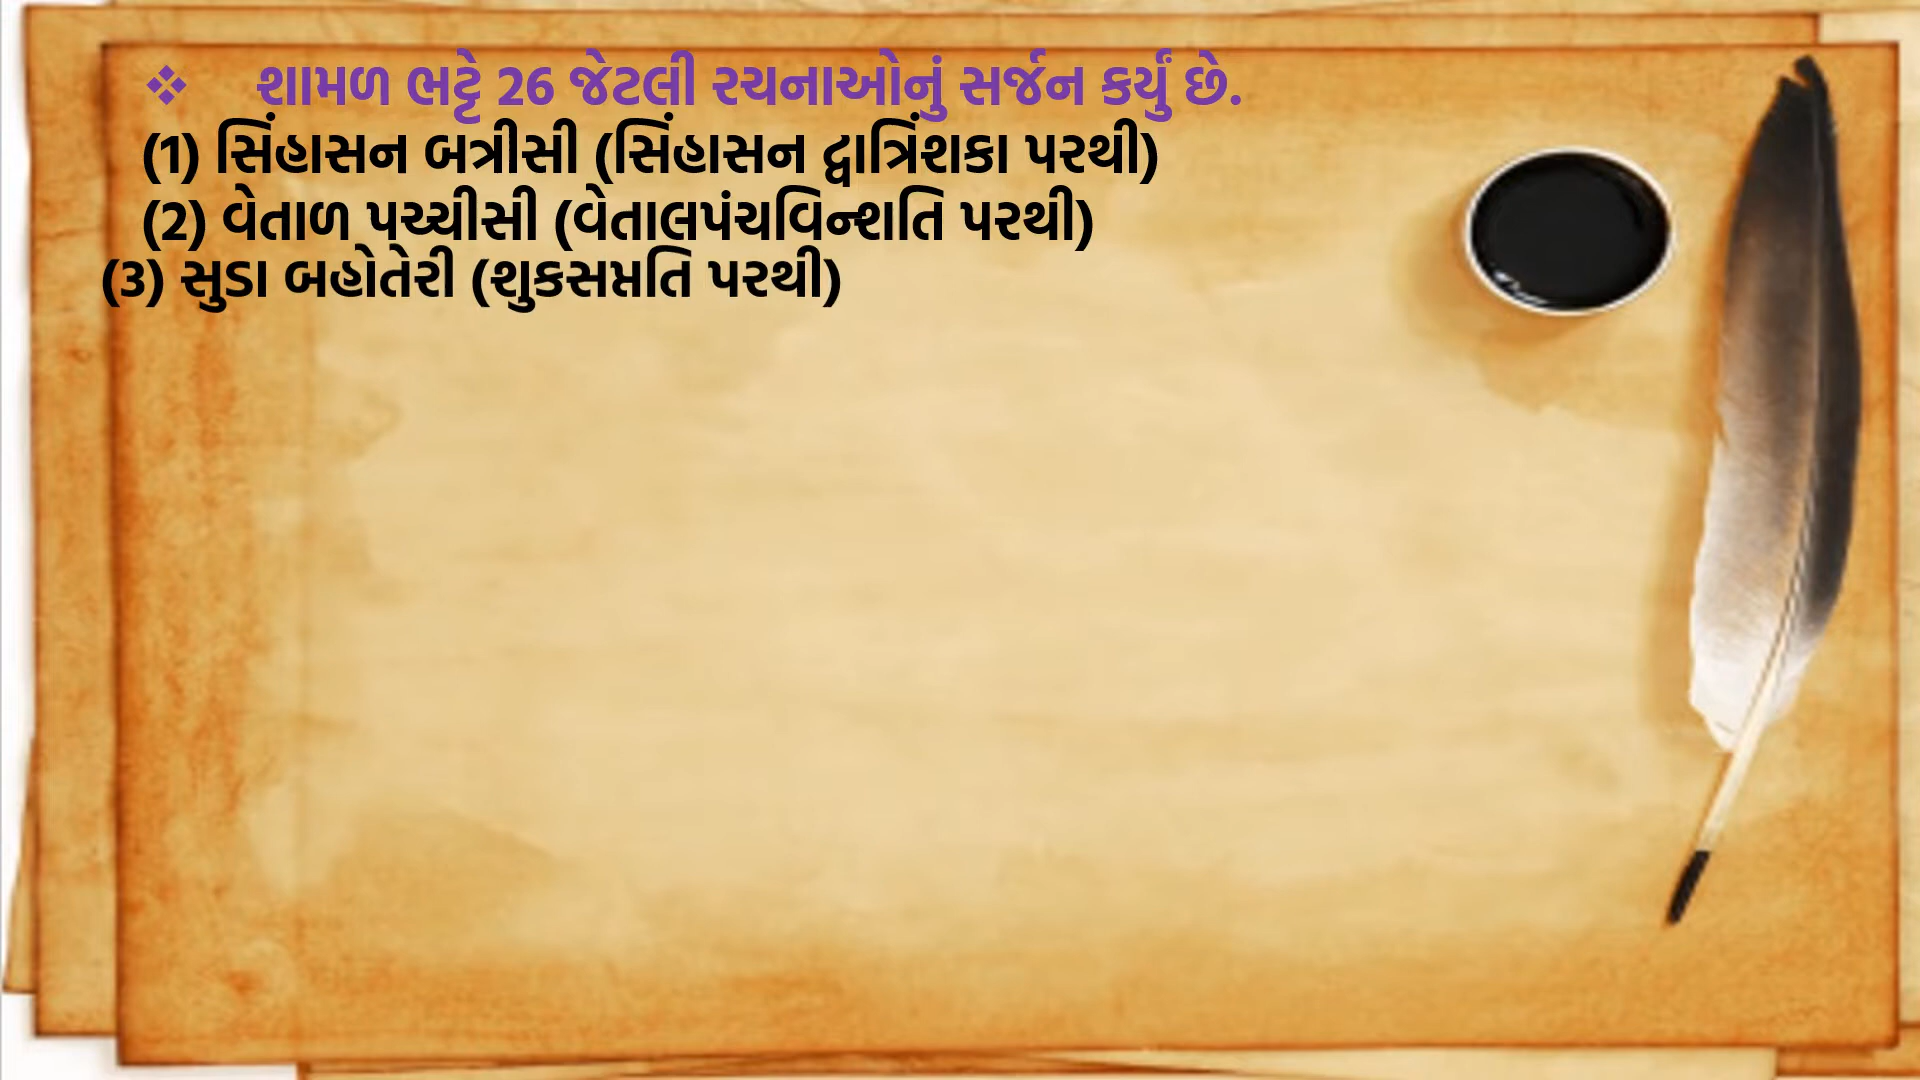 ❖ શામળ ભટ્ટે 26 જેટલી રચનાઓનું સર્જન કર્યું છે.
(1) સિંહાસન બત્રીસી (સિંહાસન દ્વાત્રિંશકા પરથી)
(2) વેતાળ પચ્ચીસી (વેતાલપંચવિન્શતિ પરથી)
(3) સુડા બહોતેરી (શુકસપ્તતિ પરથી)